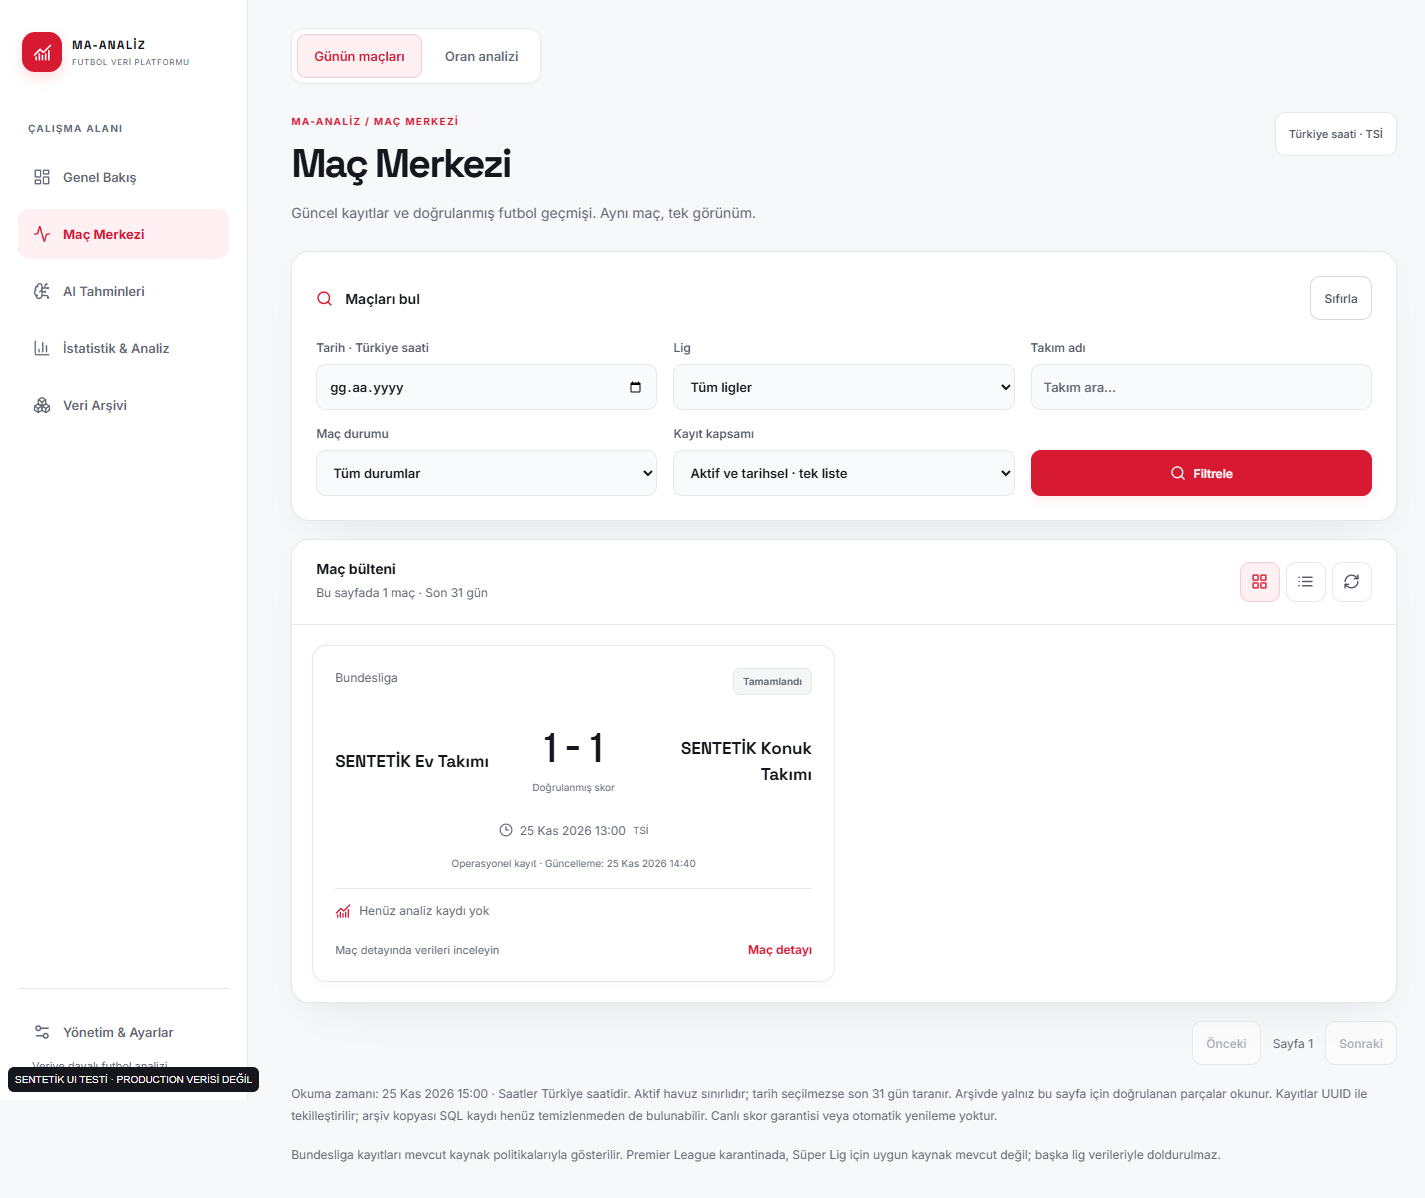 MA-ANALİZ
FUTBOL VERİ PLATFORMU
ÇALIŞMA ALANI
Genel Bakış
Maç Merkezi
AI Tahminleri
İstatistik & Analiz
Veri Arşivi
Yönetim & Ayarlar
Veriye dayalı futbol analizi
SENTETİK UI TESTİ · PRODUCTION VERİSİ DEĞİL
Günün maçları
Oran analizi
MA-ANALİZ / MAÇ MERKEZİ
Maç Merkezi
Türkiye saati · TSİ
Güncel kayıtlar ve doğrulanmış futbol geçmişi. Aynı maç, tek görünüm.
Maçları bul
Sıfırla
Tarih · Türkiye saati
Lig
Takım adı
gg.aa.yyyy
Tüm ligler
Takım ara...
Maç durumu
Kayıt kapsamı
Tüm durumlar
Aktif ve tarihsel · tek liste
Filtrele
Maç bülteni
Bu sayfada 1 maç · Son 31 gün
Bundesliga
Tamamlandı
SENTETİK Ev Takımı
1 - 1
Doğrulanmış skor
SENTETİK Konuk
Takımı
25 Kas 2026 13:00 TSİ
Operasyonel kayıt · Güncelleme: 25 Kas 2026 14:40
Henüz analiz kaydı yok
Maç detayında verileri inceleyin
Maç detayı
Önceki
Sayfa 1
Sonraki
Okuma zamanı: 25 Kas 2026 15:00 · Saatler Türkiye saatidir. Aktif havuz sınırlıdır; tarih seçilmezse son 31 gün taranır. Arşivde yalnız bu sayfa için doğrulanan parçalar okunur. Kayıtlar UUID ile
tekilleştirilir; arşiv kopyası SQL kaydı henüz temizlenmeden de bulunabilir. Canlı skor garantisi veya otomatik yenileme yoktur.
Bundesliga kayıtları mevcut kaynak politikalarıyla gösterilir. Premier League karantinada, Süper Lig için uygun kaynak mevcut değil; başka lig verileriyle doldurulmaz.